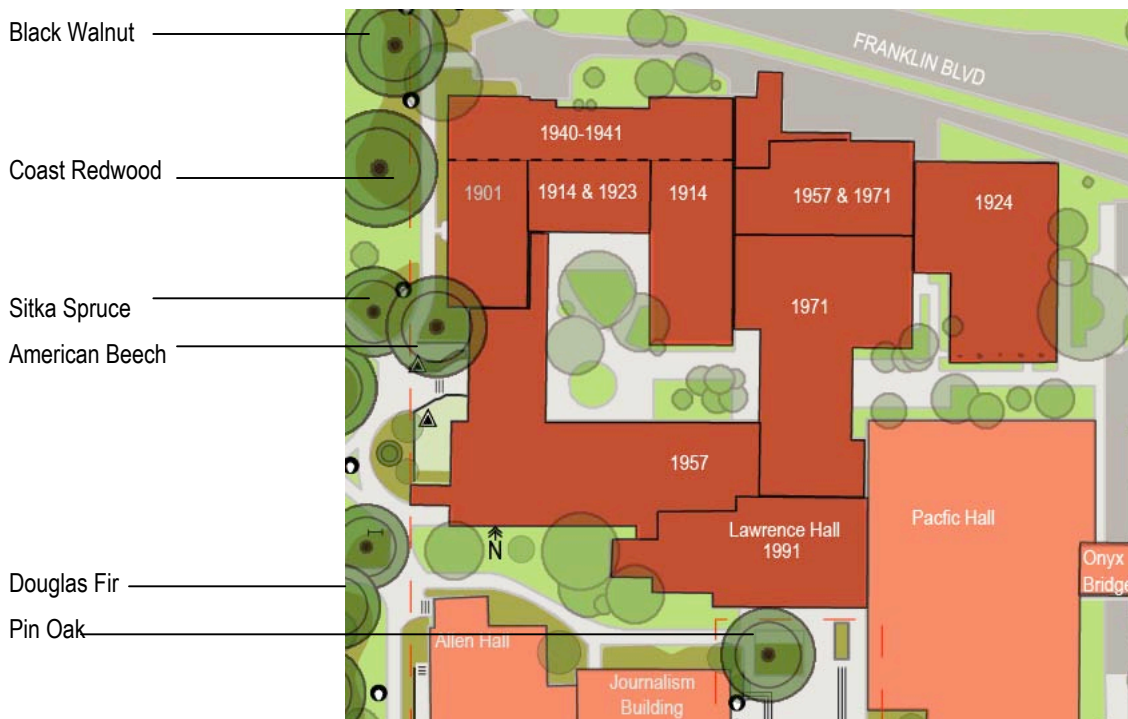 Black Walnut
FRANKLIN BLVD
1940-1941
Coast Redwood
1901
1914 & 1923
1914
1957 & 1971
1924
Sitka Spruce
1971
American Beech
1957
Lawrence Hall
1991
Pacfic Hall
N
Onyx
Bridge
Douglas Fir
Pin Oak
Allen Hall
Journalism
Building